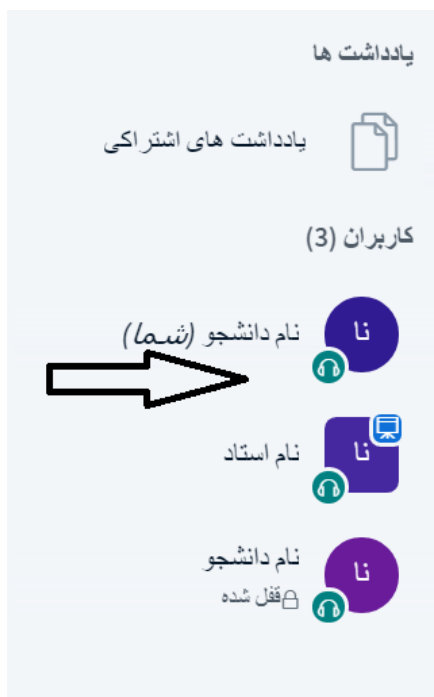 یادداشت ها
یادداشت های اشتراکی
کاربران (3)
نا
نام دانشجو (شما)
نا
نام استاد
نا
نام دانشجو
قفل شده